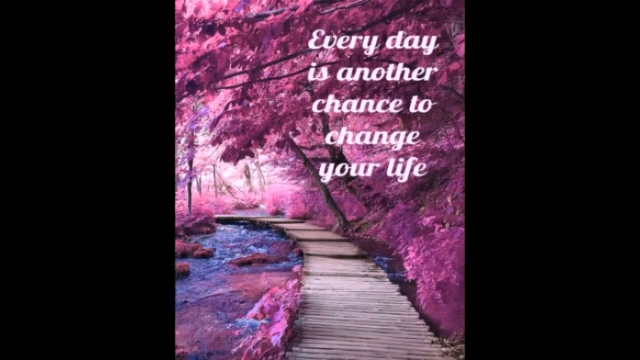 Every day
is another
chance to
change
your life